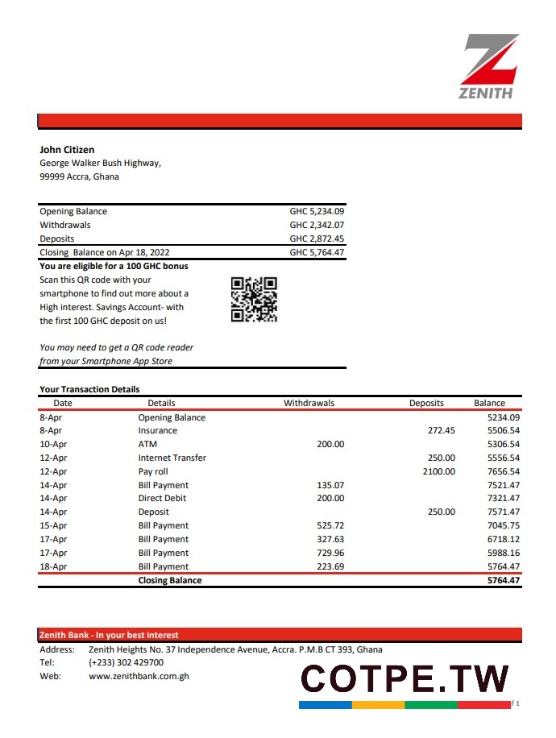 ZENITH
John Citizen
George Walker Bush Highway,
99999 Accra, Ghana
Opening Balance GHC 5,234.09
Withdrawals GHC 2,342.07
Deposits GHC 2,872.45
Closing Balance on Apr 18, 2022 GHC 5,764.47
You are eligible for a 100 GHC bonus
Scan this QR code with your
smartphone to find out more about a
High interest. Savings Account- with
the first 100 GHC deposit on us!
You may need to get a QR code reader
from your Smartphone App Store
Your Transaction Details
Date Details Withdrawals Deposits Balance
8-Apr Opening Balance 5234.09
8-Apr Insurance 272.45 5506.54
10-Apr ATM 200.00 5306.54
12-Apr Internet Transfer 250.00 5556.54
12-Apr Pay roll 2100.00 7656.54
14-Apr Bill Payment 135.07 7521.47
14-Apr Direct Debit 200.00 7321.47
14-Apr Deposit 250.00 7571.47
15-Apr Bill Payment 525.72 7045.75
17-Apr Bill Payment 327.63 6718.12
17-Apr Bill Payment 729.96 5988.16
18-Apr Bill Payment 223.69 5764.47
Closing Balance 5764.47
Zenith Bank - In your best interest
Address: Zenith Heights No. 37 Independence Avenue, Accra. P.M.B CT 393, Ghana
Tel: (+233) 302 429700
Web: www.zenithbank.com.gh
COTPE.TW
f 1